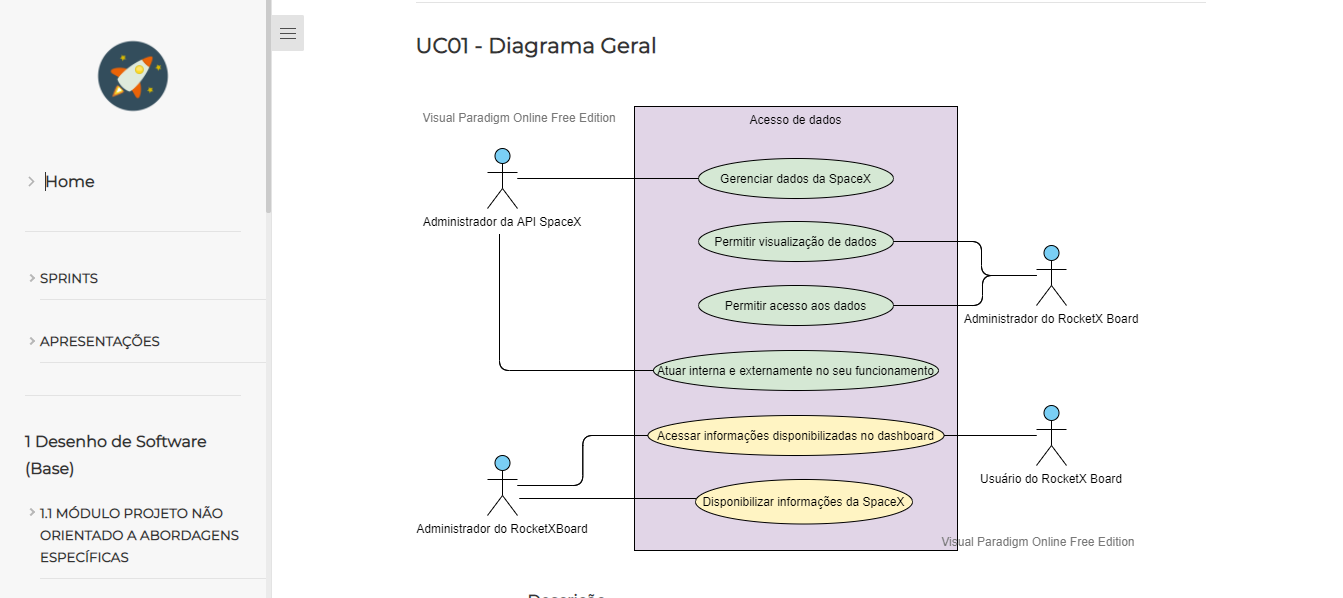 Home
SPRINTS
APRESENTAÇÕES
1 Desenho de Software
(Base)
1.1 MÓDULO PROJETO NÃO
ORIENTADO A ABORDAGENS
ESPECÍFICAS
UC01 - Diagrama Geral
Visual Paradigm Online Free Edition
Acesso de dados
Gerenciar dados da SpaceX
Administrador da API SpaceX
Permitir visualização de dados
Permitir acesso aos dados
Administrador do RocketX Board
Atuar interna e externamente no seu funcionamento
Acessar informações disponibilizadas no dashboard
Usuário do RocketX Board
Disponibilizar informações da SpaceX
Administrador do RocketXBoard
Visual Paradigm Online Free Edition